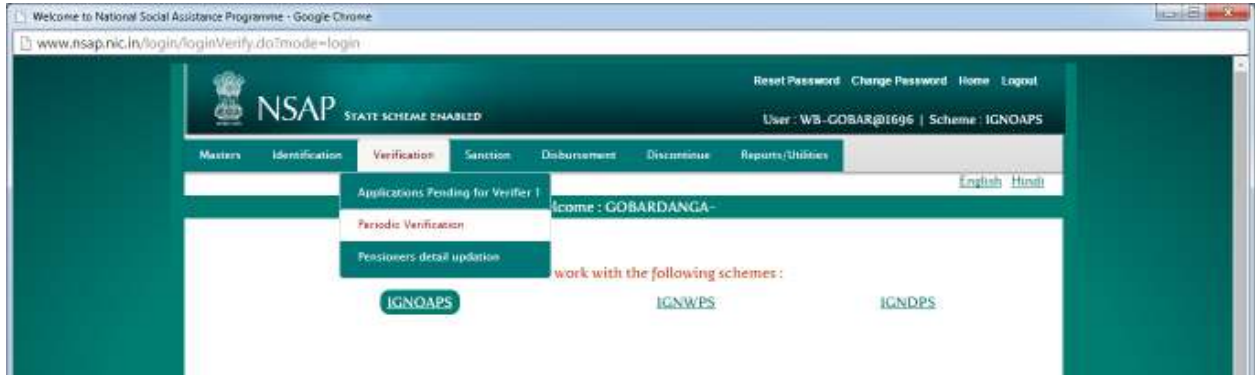 Welcome to National Social Assistance Programme - Google Chrome
www.nsap.nic.in/login/loginVerify.do?mode=login
Reset Password Change Password Home Logout
NSAP STATE SCHEME ENABLED
User : WB-GOBAR@1696 | Scheme : IGNOAPS
Masters Identification Verification Sanction Disbursement Discontinue Reports/Utilities
English Hindi
Applications Pending for Verifier 1
lcome : GOBARDANGA-
Periodic Verification
Pensioners detail updation
work with the following schemes :
IGNOAPS IGNWPS IGNDPS